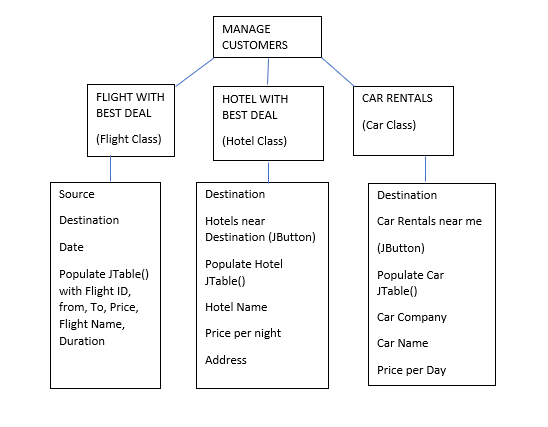 MANAGE
CUSTOMERS
FLIGHT WITH
BEST DEAL
(Flight Class)
HOTEL WITH
BEST DEAL
(Hotel Class)
CAR RENTALS
(Car Class)
Source
Destination
Date
Populate JTable()
with Flight ID,
from, To, Price,
Flight Name,
Duration
Destination
Hotels near
Destination (JButton)
Populate Hotel
JTable()
Hotel Name
Price per night
Address
Destination
Car Rentals near me
(JButton)
Populate Car
JTable()
Car Company
Car Name
Price per Day